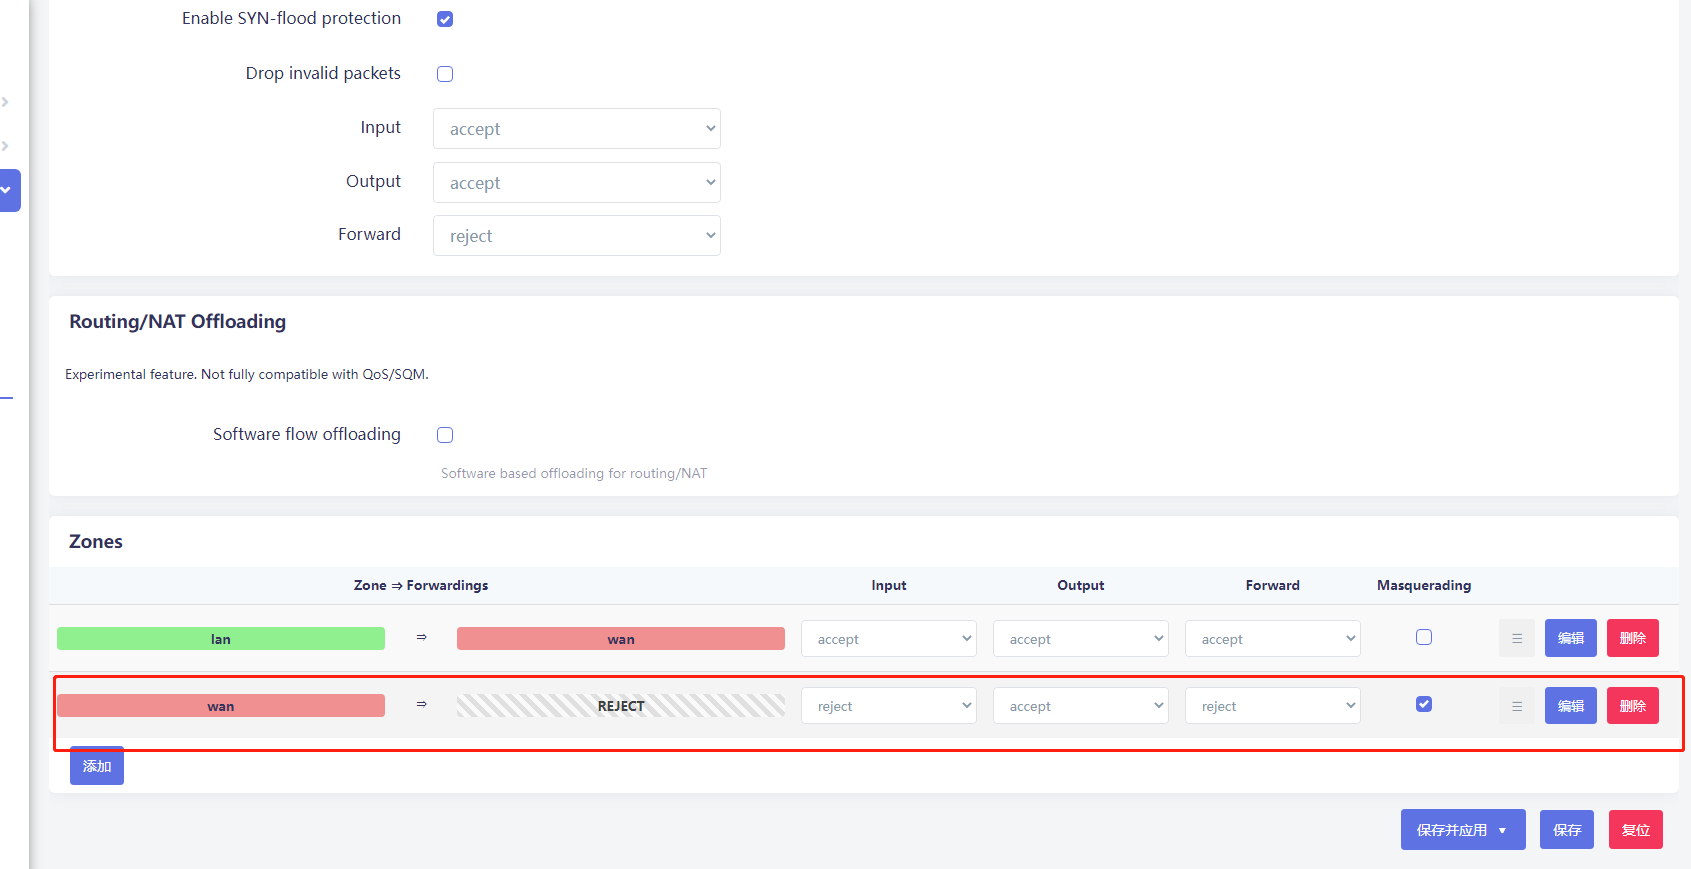 Enable SYN-flood protection
Drop invalid packets
Input accept
Output accept
Forward reject
Routing/NAT Offloading
Experimental feature. Not fully compatible with QoS/SQM.
Software flow offloading
Software based offloading for routing/NAT
Zones
Zone ⇒ Forwardings Input Output Forward Masquerading
lan ⇒ wan accept accept accept ☰ 编辑 删除
wan ⇒ REJECT reject accept reject ☰ 编辑 删除
添加
保存并应用 ▾ 保存 复位